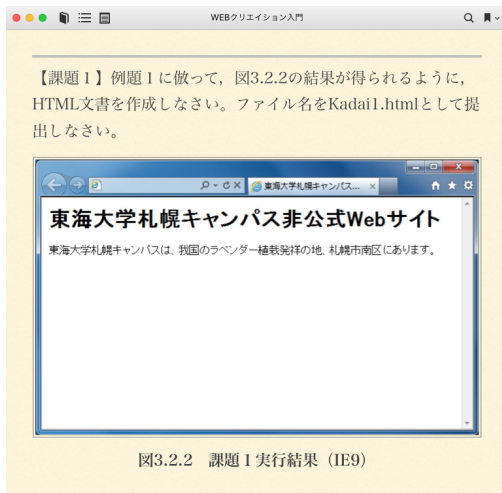 WEBクリエイション入門
【課題１】例題１に倣って，図3.2.2の結果が得られるように，
HTML文書を作成しなさい。ファイル名をKadai1.htmlとして提
出しなさい。
東海大学札幌キャンパス...
東海大学札幌キャンパス非公式Webサイト
東海大学札幌キャンパスは、我国のラベンダー植栽発祥の地、札幌市南区にあります。
図3.2.2　課題１実行結果（IE9）